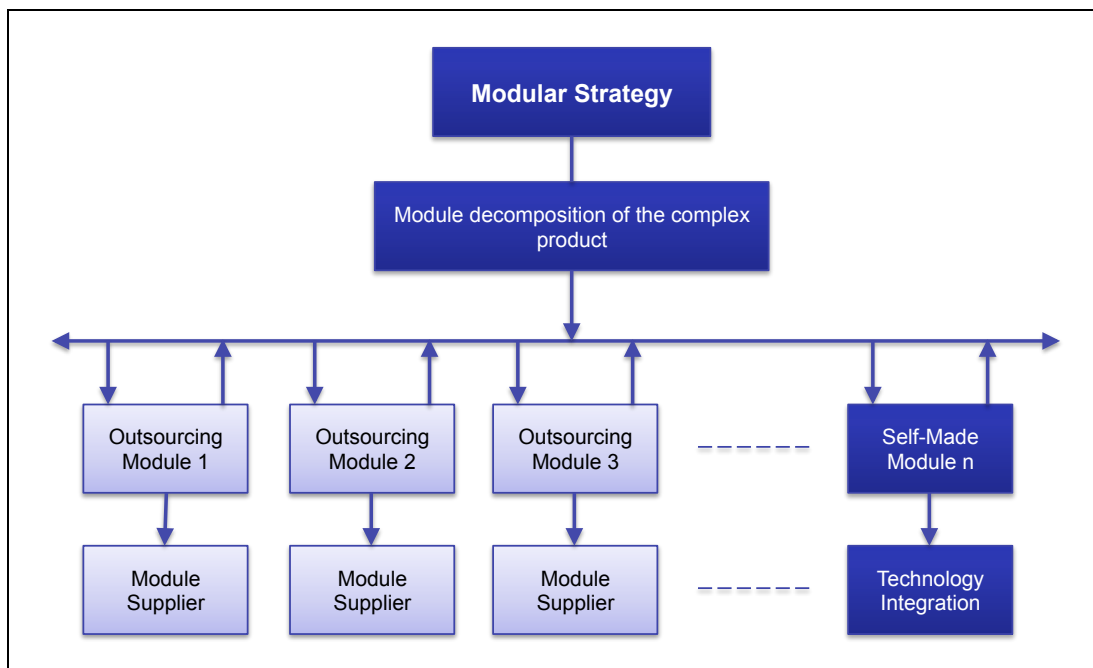 Modular Strategy
Module decomposition of the complex
product
Outsourcing
Module 1
Outsourcing
Module 2
Outsourcing
Module 3
Self-Made
Module n
Module
Supplier
Module
Supplier
Module
Supplier
Technology
Integration